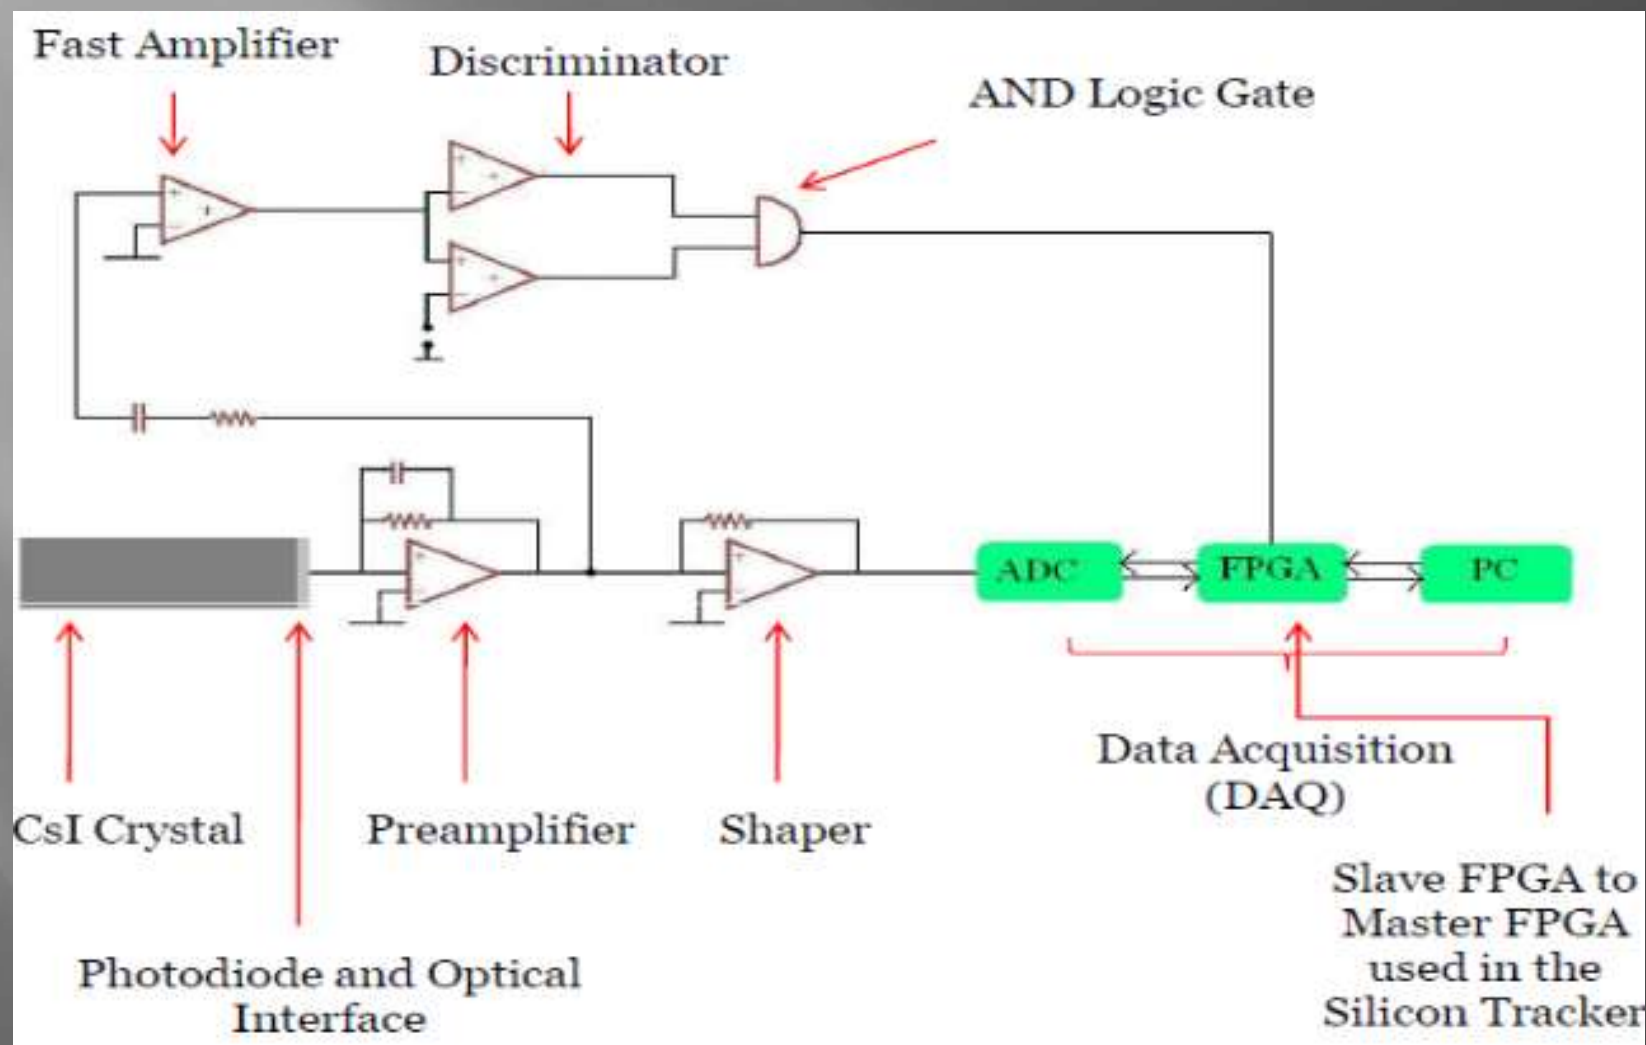 Fast Amplifier
Discriminator
AND Logic Gate
ADC
FPGA
PC
CsI Crystal
Preamplifier
Shaper
Data Acquisition
(DAQ)
Photodiode and Optical
Interface
Slave FPGA to
Master FPGA
used in the
Silicon Tracker